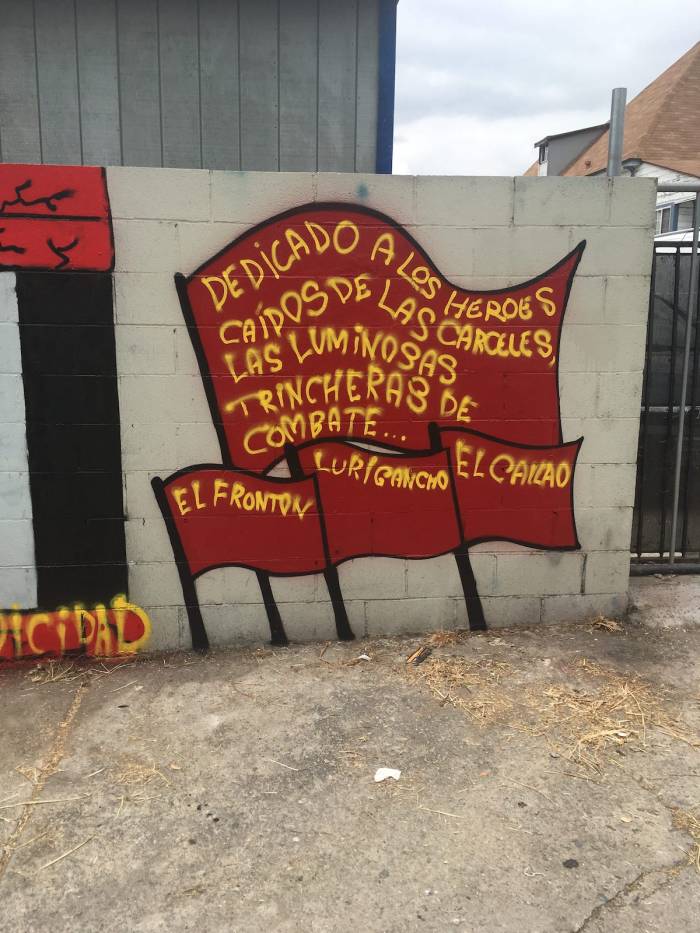 DEDICADO A LOS HEROES
CAÍDOS DE LAS CARCELES,
LAS LUMINOSAS
TRINCHERAS DE
COMBATE...
EL FRONTON
LURIGANCHO
EL CALLAO
ICIDAD